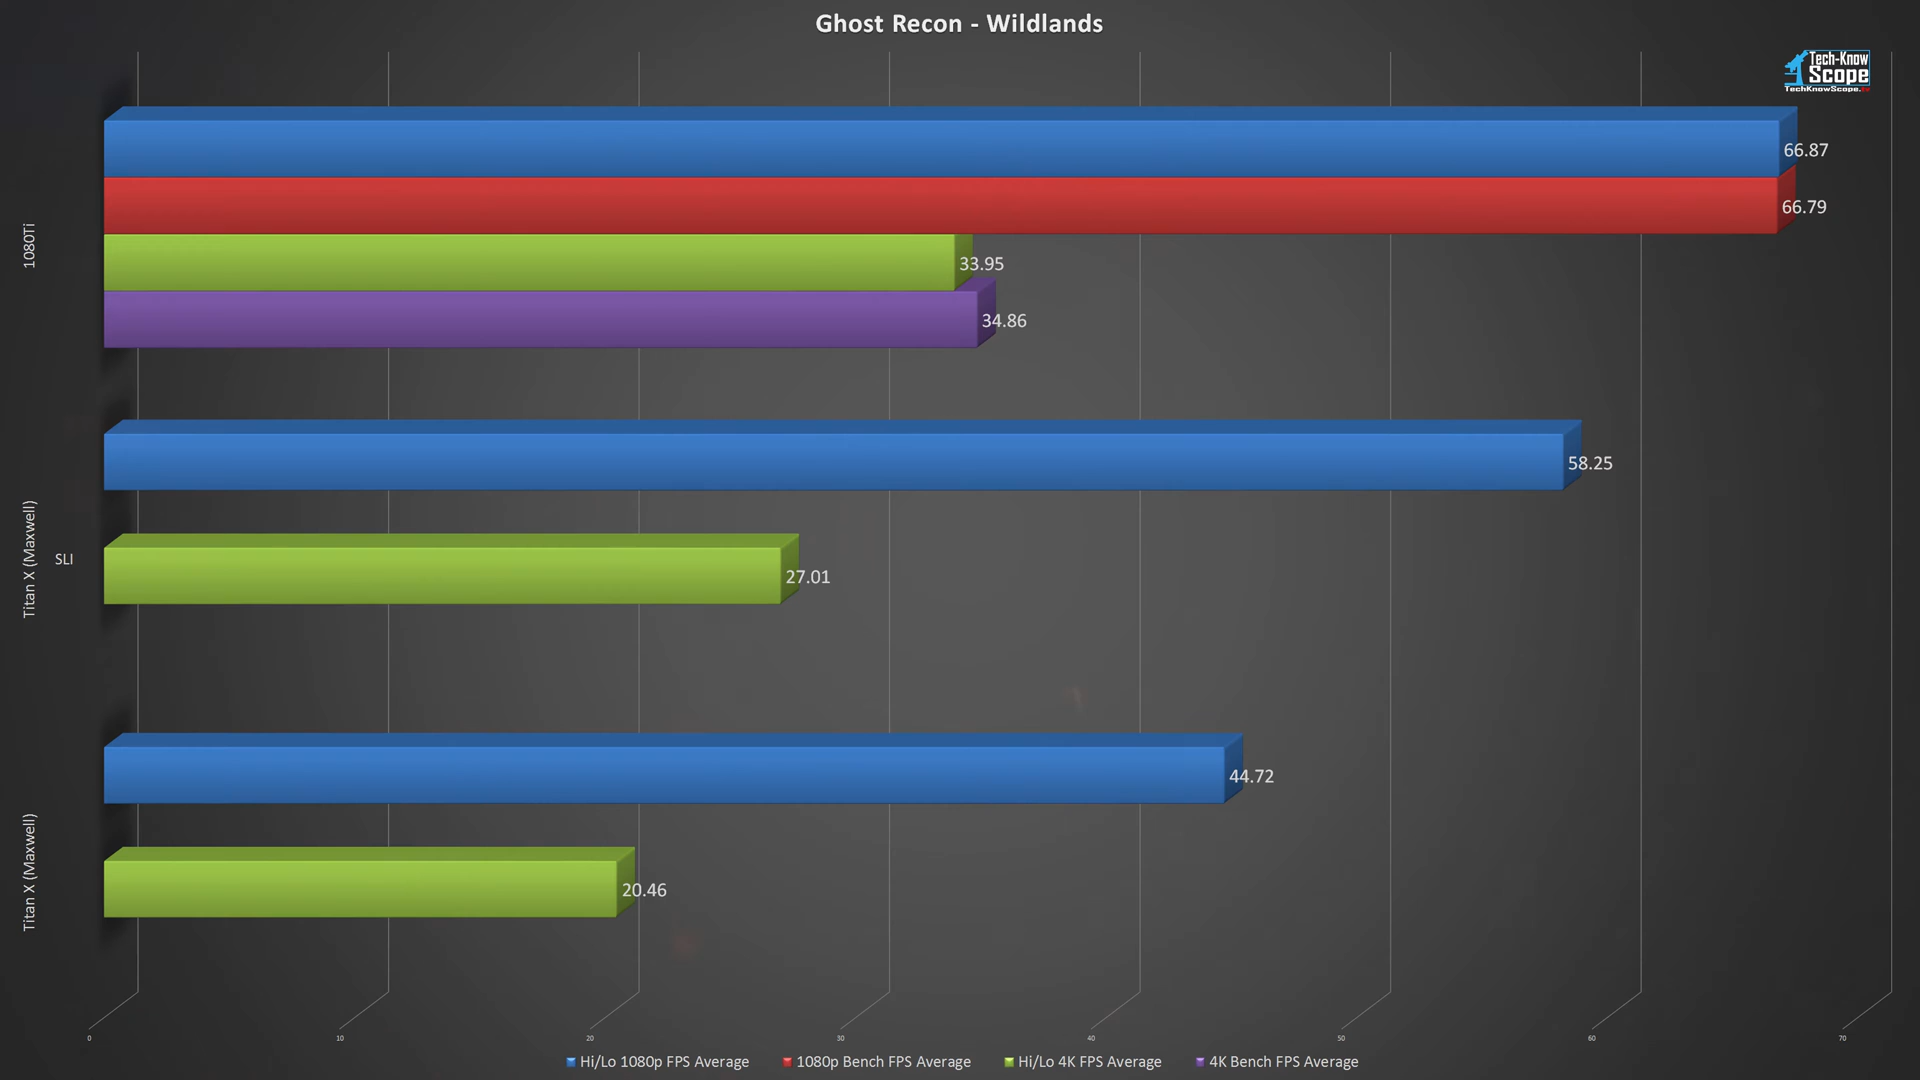 Ghost Recon - Wildlands
Tech-Know
Scope
TechKnowScope.tv
1080Ti
66.87
66.79
33.95
34.86
Titan X (Maxwell)
SLI
58.25
27.01
Titan X (Maxwell)
44.72
20.46
0 10 20 30 40 50 60 70
Hi/Lo 1080p FPS Average 1080p Bench FPS Average Hi/Lo 4K FPS Average 4K Bench FPS Average